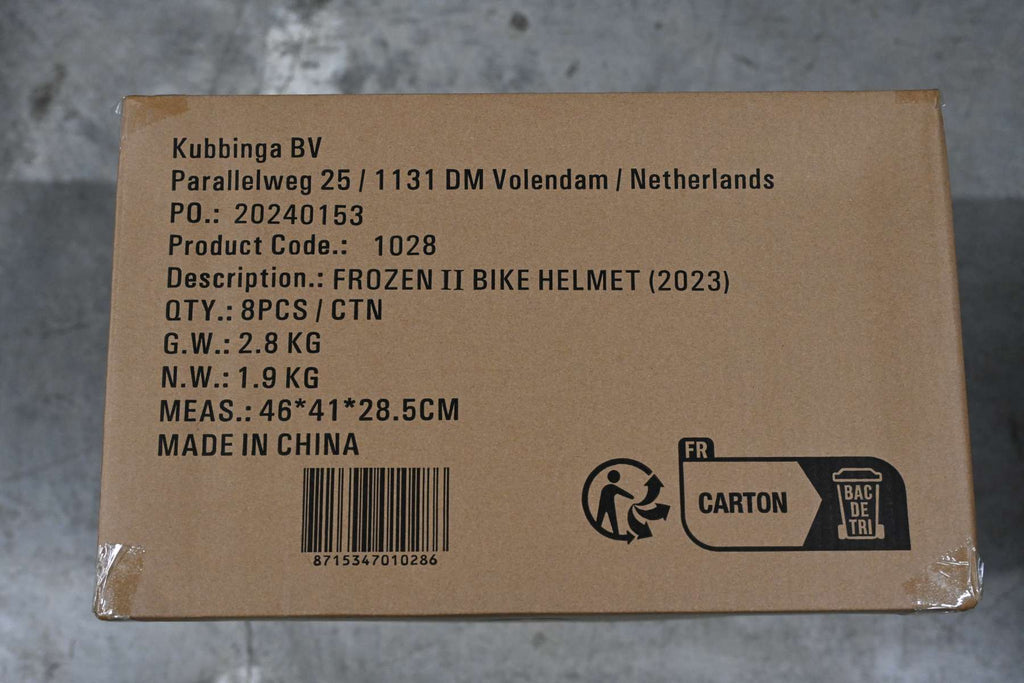 Kubbinga BV
Parallelweg 25 / 1131 DM Volendam / Netherlands
PO.: 20240153
Product Code.: 1028
Description.: FROZEN II BIKE HELMET (2023)
QTY.: 8PCS / CTN
G.W.: 2.8 KG
N.W.: 1.9 KG
MEAS.: 46*41*28.5CM
MADE IN CHINA
8715347010286
FR
CARTON
BAC
DE
TRI